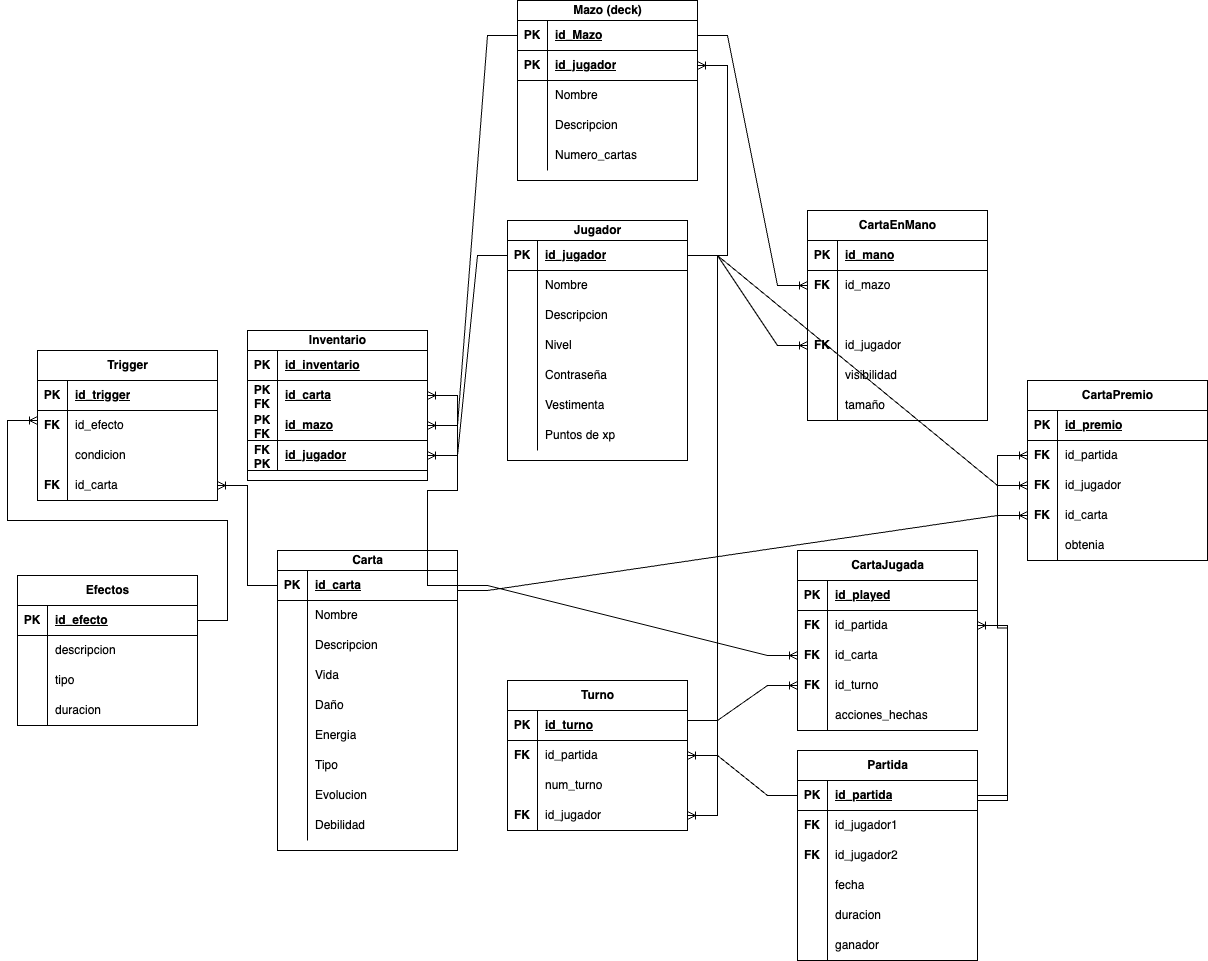 Mazo (deck)
PK id_Mazo
PK id_jugador
Nombre
Descripcion
Numero_cartas
Jugador
PK id_jugador
Nombre
Descripcion
Nivel
Contraseña
Vestimenta
Puntos de xp
CartaEnMano
PK id_mano
FK id_mazo
FK id_jugador
visibilidad
tamaño
Inventario
PK id_inventario
PK
FK id_carta
PK
FK id_mazo
FK
PK id_jugador
Trigger
PK id_trigger
FK id_efecto
condicion
FK id_carta
CartaPremio
PK id_premio
FK id_partida
FK id_jugador
FK id_carta
obtenia
Efectos
PK id_efecto
descripcion
tipo
duracion
Carta
PK id_carta
Nombre
Descripcion
Vida
Daño
Energia
Tipo
Evolucion
Debilidad
CartaJugada
PK id_played
FK id_partida
FK id_carta
FK id_turno
acciones_hechas
Turno
PK id_turno
FK id_partida
num_turno
FK id_jugador
Partida
PK id_partida
FK id_jugador1
FK id_jugador2
fecha
duracion
ganador